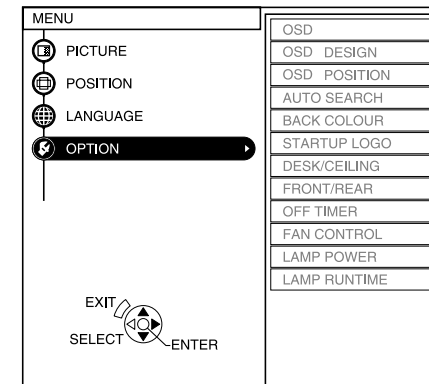 MENU
PICTURE
POSITION
LANGUAGE
OPTION
EXIT
SELECT
ENTER
OSD
OSD DESIGN
OSD POSITION
AUTO SEARCH
BACK COLOUR
STARTUP LOGO
DESK/CEILING
FRONT/REAR
OFF TIMER
FAN CONTROL
LAMP POWER
LAMP RUNTIME